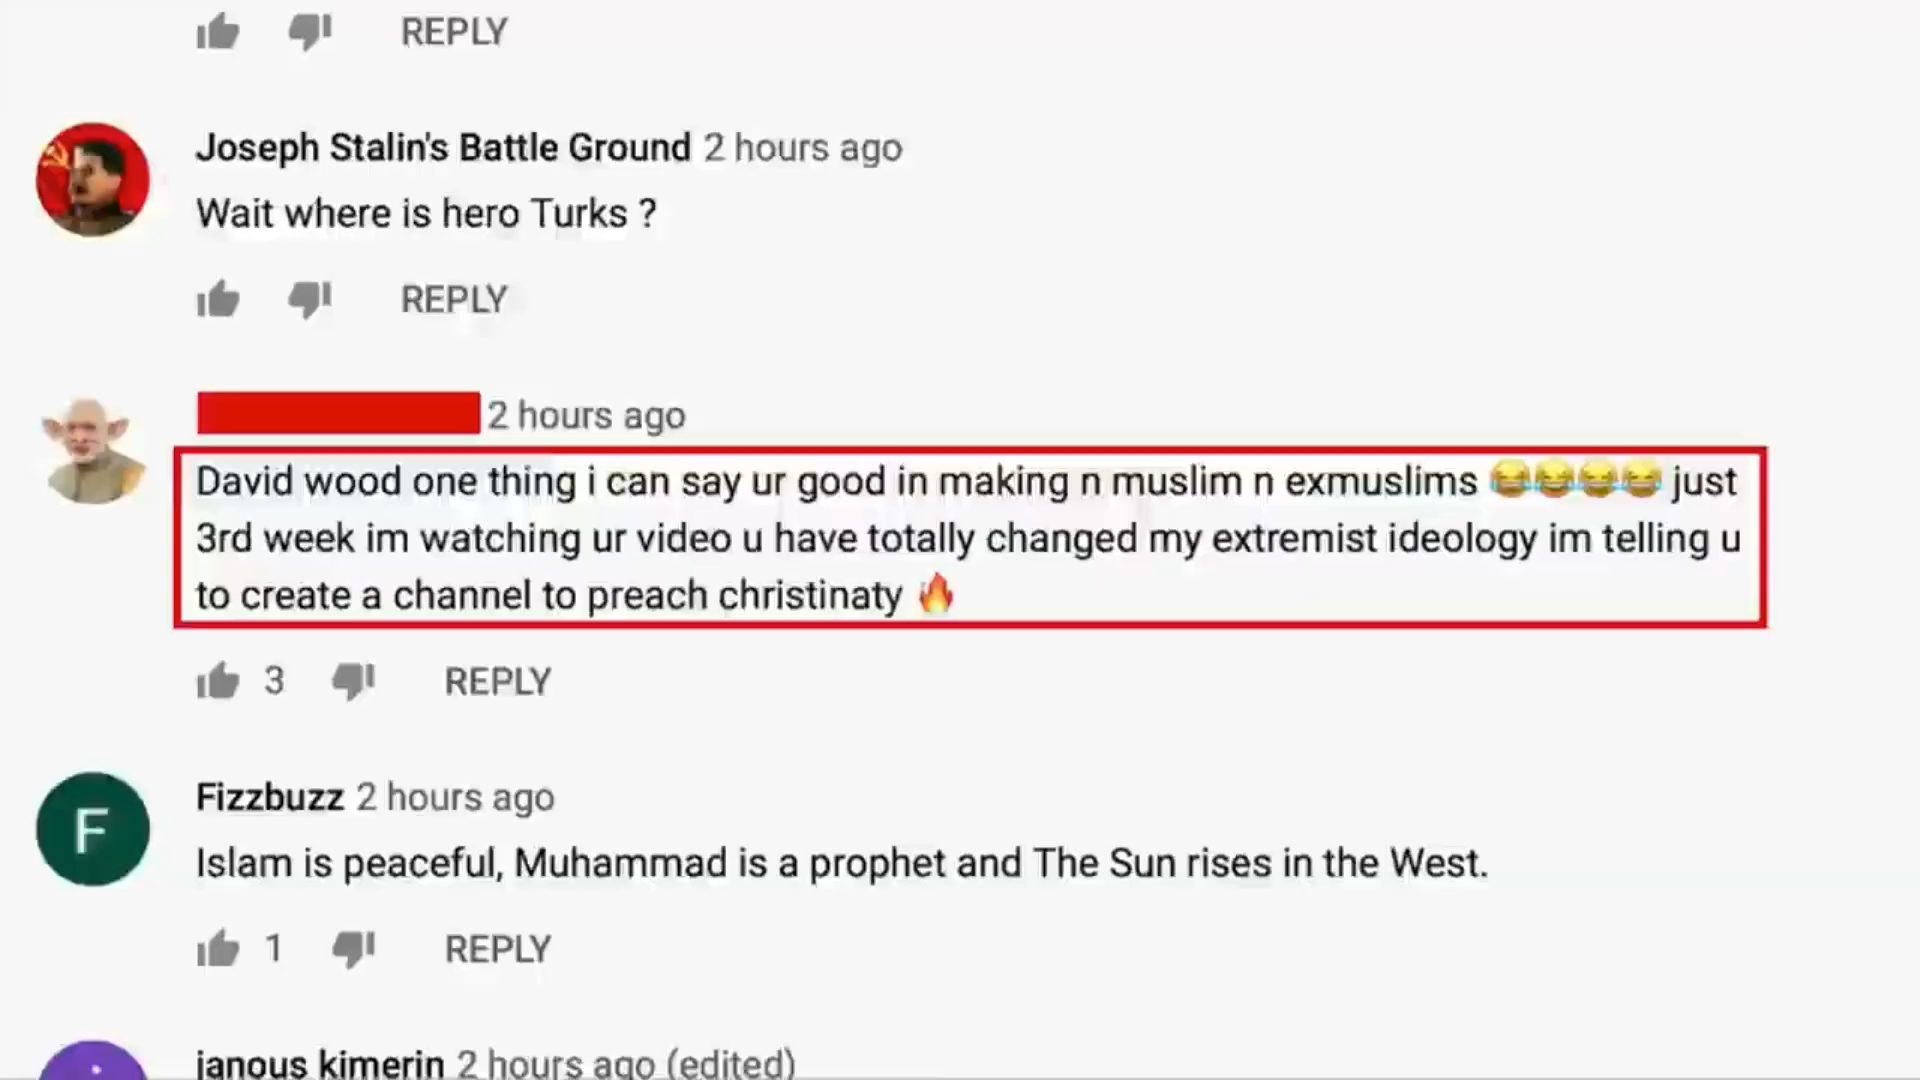 REPLY
Joseph Stalin's Battle Ground 2 hours ago
Wait where is hero Turks ?
REPLY
2 hours ago
David wood one thing i can say ur good in making n muslim n exmuslims 😂😂😂😂 just
3rd week im watching ur video u have totally changed my extremist ideology im telling u
to create a channel to preach christinaty 🔥
3 REPLY
F
Fizzbuzz 2 hours ago
Islam is peaceful, Muhammad is a prophet and The Sun rises in the West.
1 REPLY
janous kimerin 2 hours ago (edited)